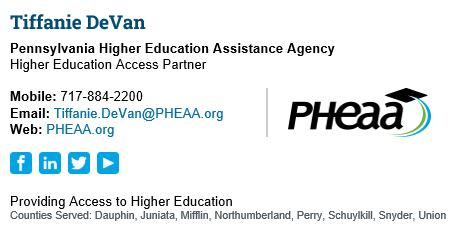 Tiffanie DeVan
Pennsylvania Higher Education Assistance Agency
Higher Education Access Partner
Mobile: 717-884-2200
Email: Tiffanie.DeVan@PHEAA.org
Web: PHEAA.org
PHEAA
Providing Access to Higher Education
Counties Served: Dauphin, Juniata, Mifflin, Northumberland, Perry, Schuylkill, Snyder, Union